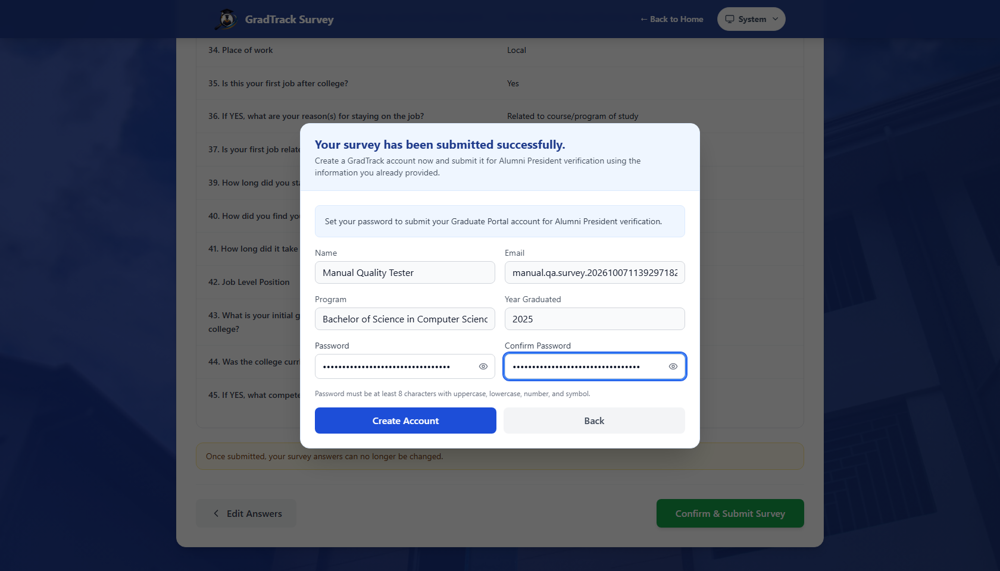 GradTrack Survey
← Back to Home
System
34. Place of work
Local
35. Is this your first job after college?
Yes
36. If YES, what are your reason(s) for staying on the job?
Related to course/program of study
37. Is your first job
39. How long did you
40. How did you find
41. How long did it take
42. Job Level Position
43. What is your initial
college?
44. Was the college
45. If YES, what
Your survey has been submitted successfully.
Create a GradTrack account now and submit it for Alumni President verification using the
information you already provided.
Set your password to submit your Graduate Portal account for Alumni President verification.
Name
Email
Manual Quality Tester
manual.qa.survey.20261007113929718
Program
Year Graduated
Bachelor of Science in Computer Scienc
2025
Password
Confirm Password
Password must be at least 8 characters with uppercase, lowercase, number, and symbol.
Create Account
Back
Once submitted, your survey answers can no longer be changed.
Edit Answers
Confirm & Submit Survey